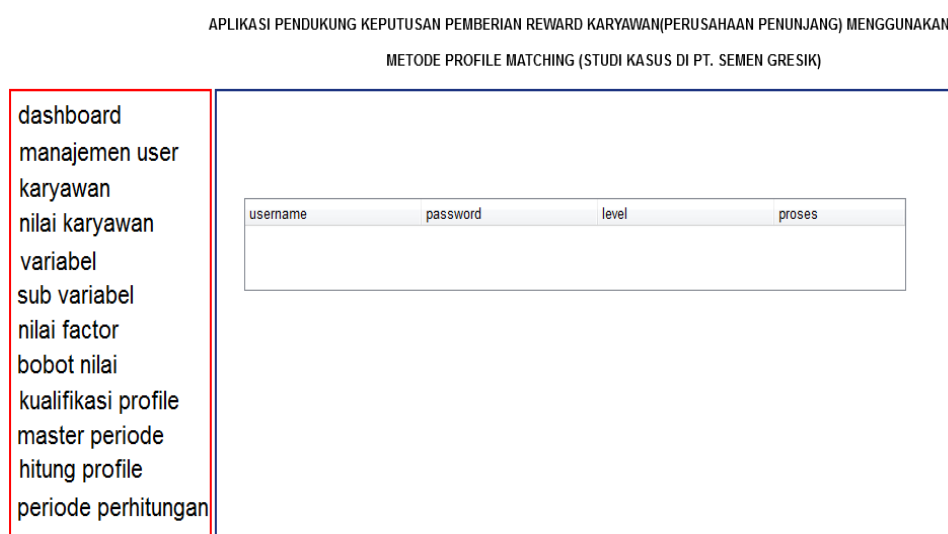 APLIKASI PENDUKUNG KEPUTUSAN PEMBERIAN REWARD KARYAWAN(PERUSAHAAN PENUNJANG) MENGGUNAKAN
METODE PROFILE MATCHING (STUDI KASUS DI PT. SEMEN GRESIK)
dashboard
manajemen user
karyawan
nilai karyawan
variabel
sub variabel
nilai factor
bobot nilai
kualifikasi profile
master periode
hitung profile
periode perhitungan
username password level proses